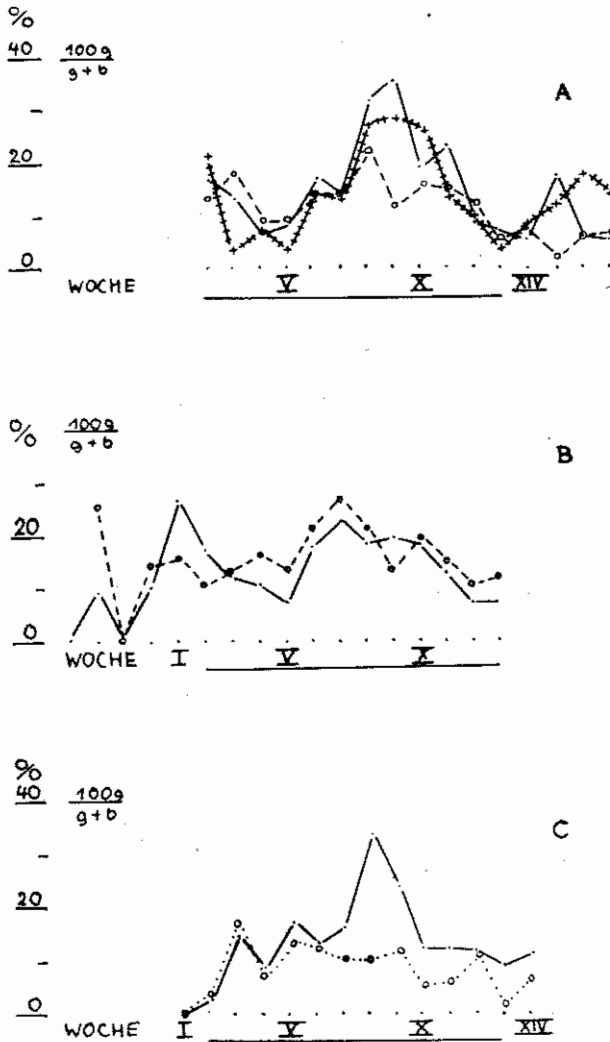 %
40 100g
g+b
A
20
0
WOCHE V X XIV
% 100g
g+b
B
20
0
WOCHE I V X
%
40 100g
g+b
C
20
0
WOCHE I V X XIV